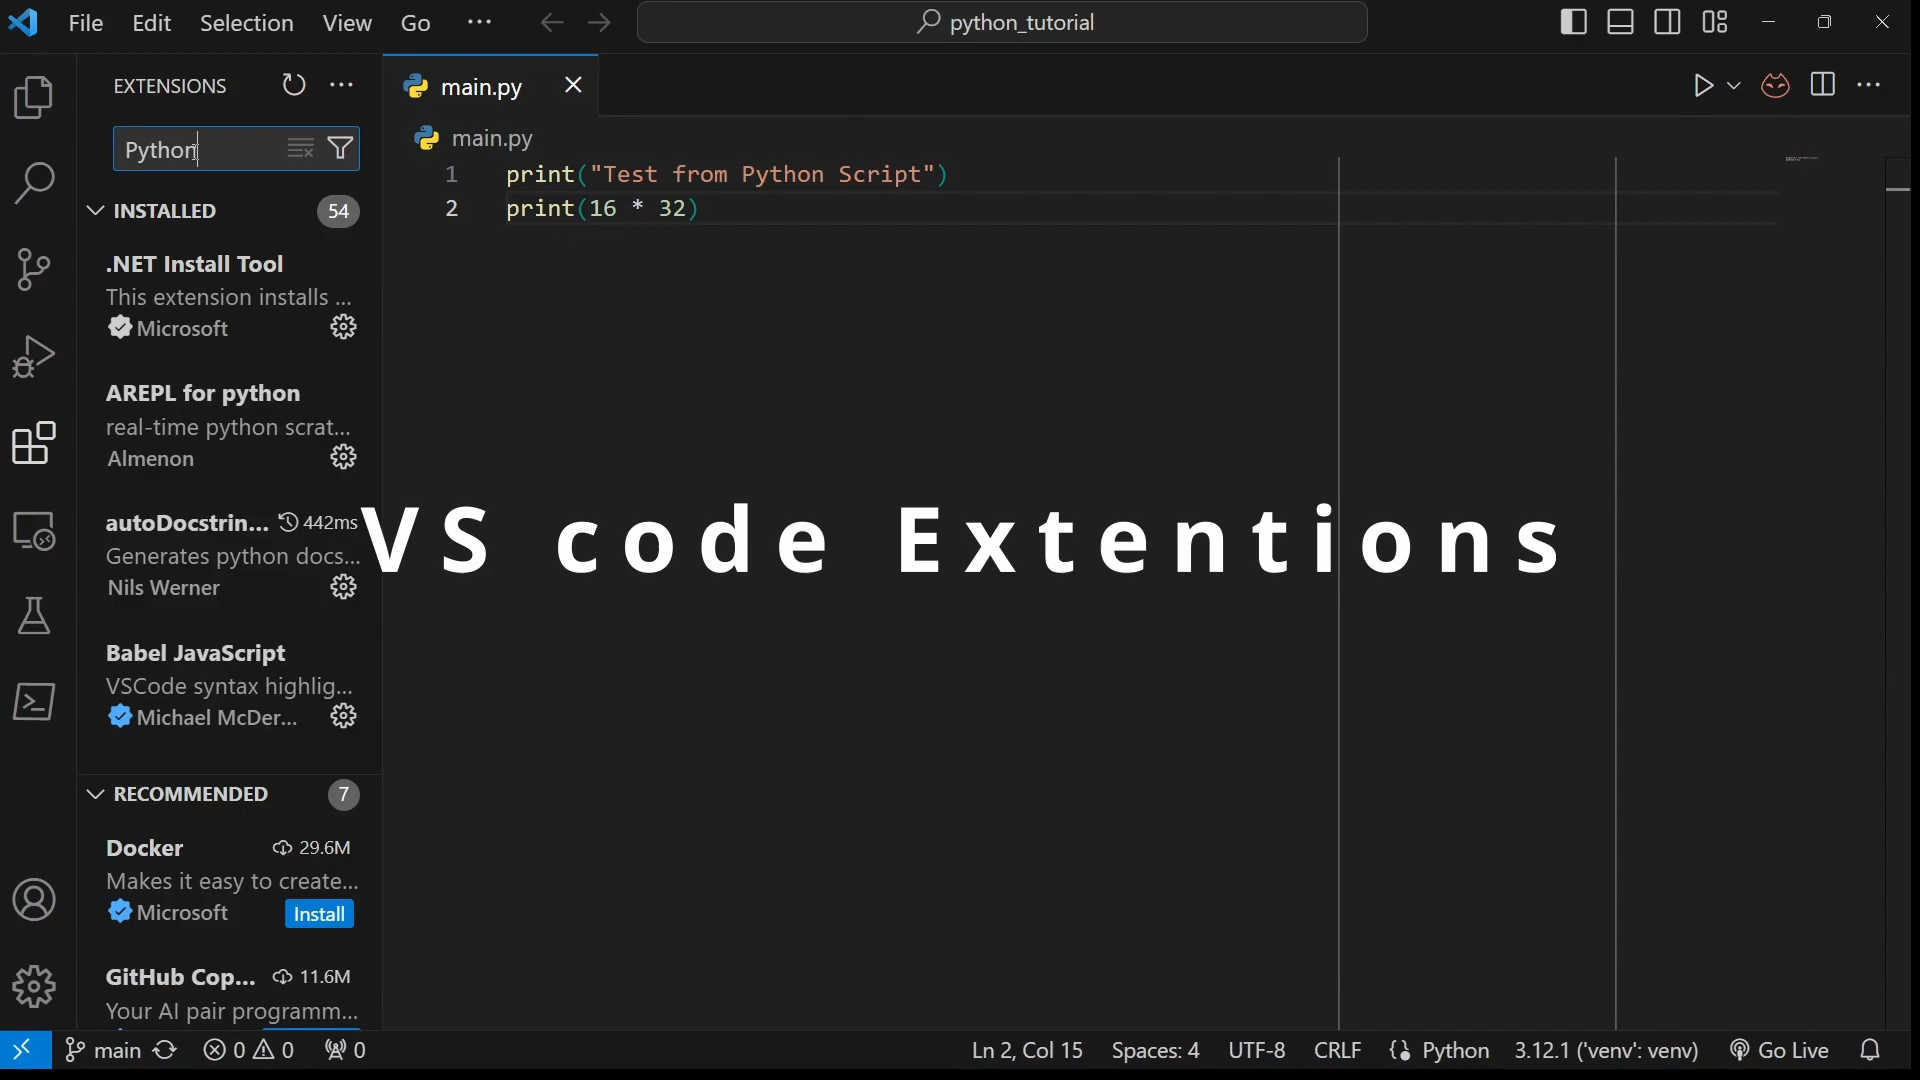 File Edit Selection View Go ··· python_tutorial
EXTENSIONS
Python
INSTALLED 54
.NET Install Tool
This extension installs ...
Microsoft
AREPL for python
real-time python scrat...
Almenon
autoDocstrin... 442ms
Generates python docs...
Nils Werner
Babel JavaScript
VSCode syntax highlig...
Michael McDer...
RECOMMENDED 7
Docker 29.6M
Makes it easy to create...
Microsoft Install
GitHub Cop... 11.6M
Your AI pair programm...
main.py
main.py
1 print("Test from Python Script")
2 print(16 * 32)
VS code Extentions
main 0 0 0 Ln 2, Col 15 Spaces: 4 UTF-8 CRLF Python 3.12.1 ('venv': venv) Go Live